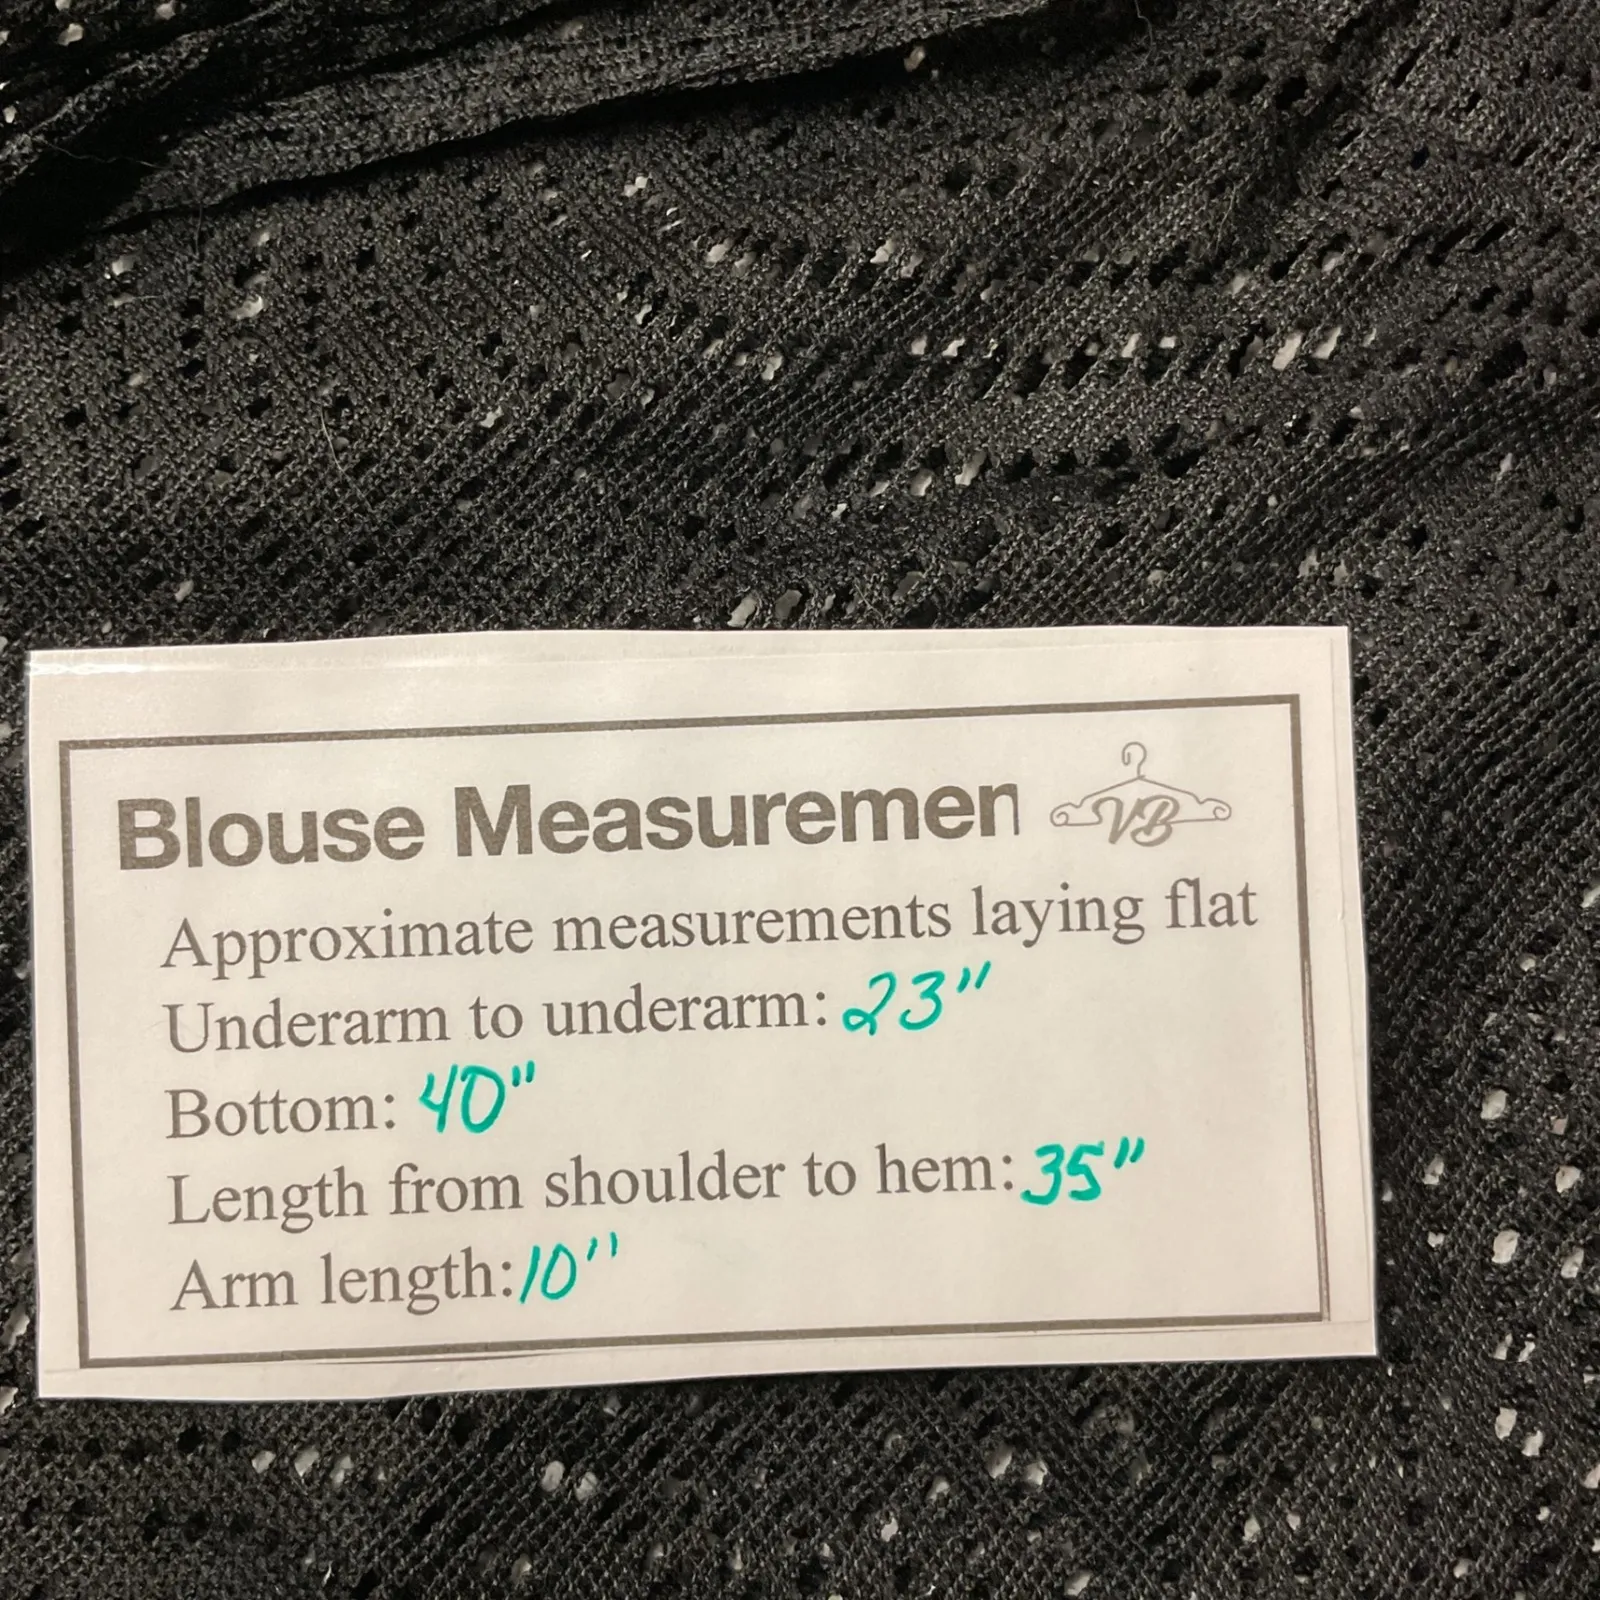 Blouse Measuremen
VB
Approximate measurements laying flat
Underarm to underarm: 23"
Bottom: 40"
Length from shoulder to hem: 35"
Arm length: 10"